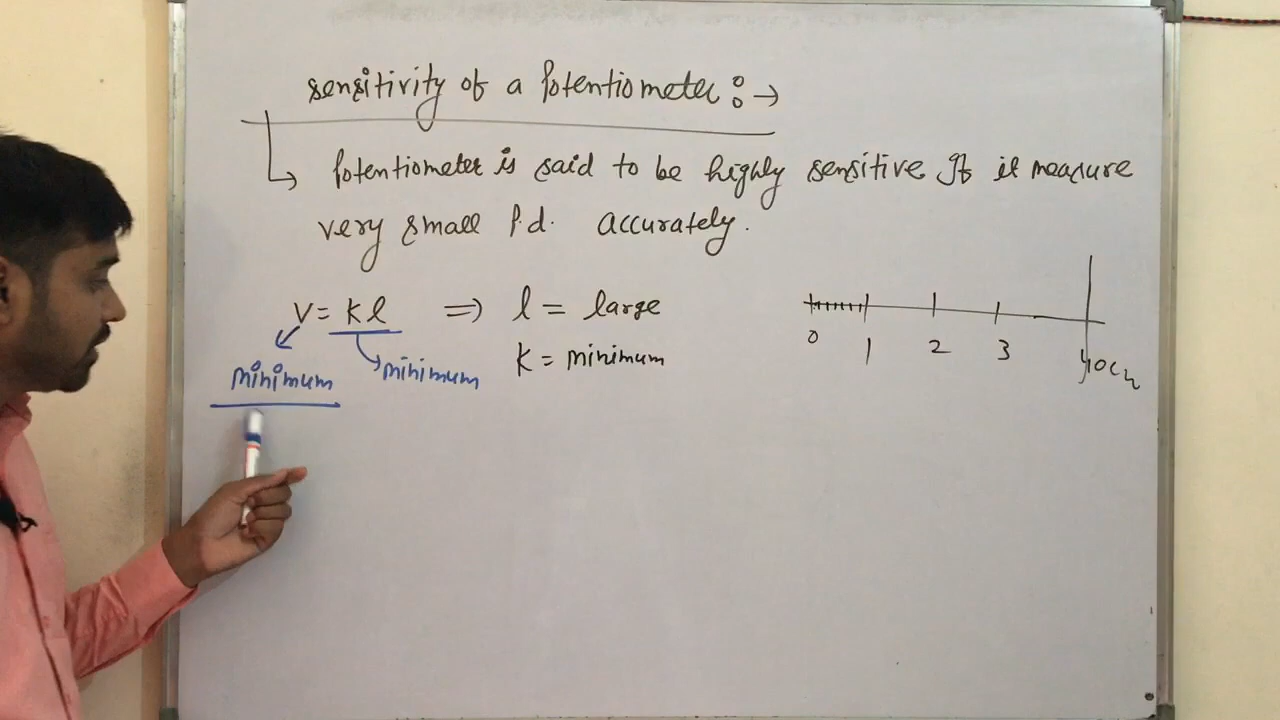 sensitivity of a Potentiometer :→
↳ Potentiometer is said to be highly sensitive If it measure
very small P.d. accurately.
V = kl ⇒ l = large
minimum
minimum
k = minimum
0 1 2 3